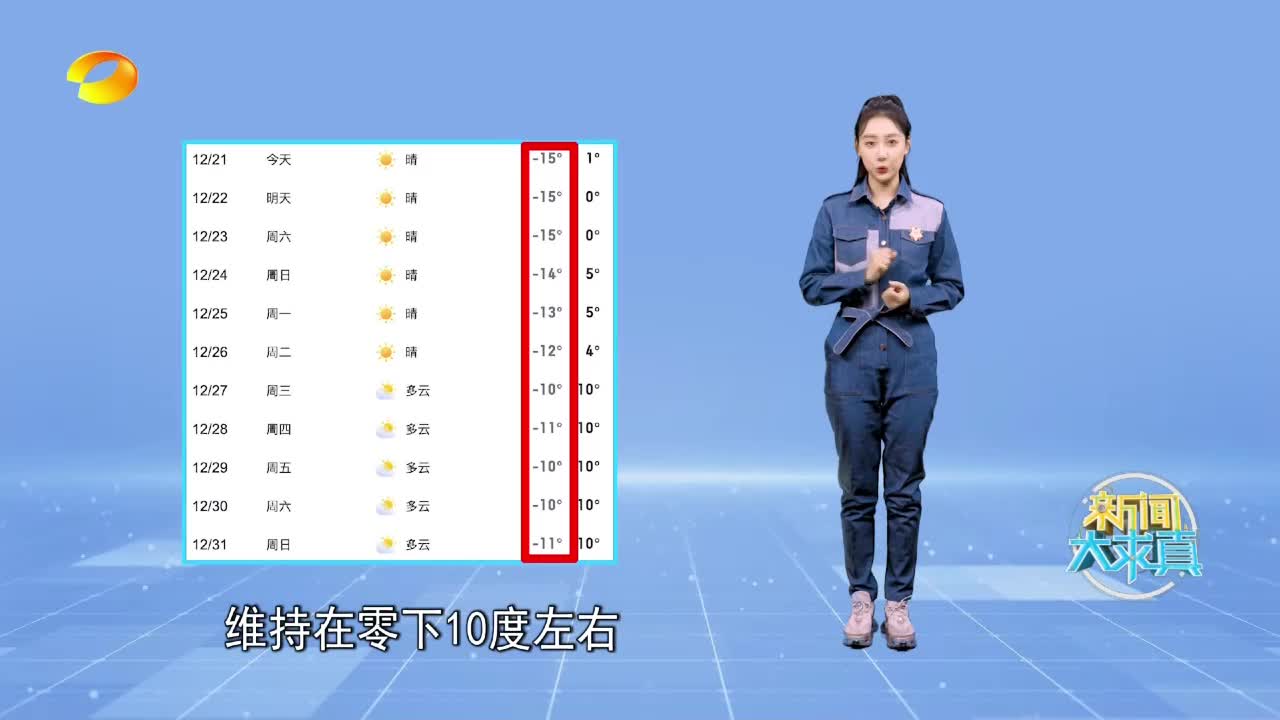 12/21 今天 晴 -15° 1°
12/22 明天 晴 -15° 0°
12/23 周六 晴 -15° 0°
12/24 周日 晴 -14° 5°
12/25 周一 晴 -13° 5°
12/26 周二 晴 -12° 4°
12/27 周三 多云 -10° 10°
12/28 周四 多云 -11° 10°
12/29 周五 多云 -10° 10°
12/30 周六 多云 -10° 10°
12/31 周日 多云 -11° 10°
新闻
大求真
维持在零下10度左右